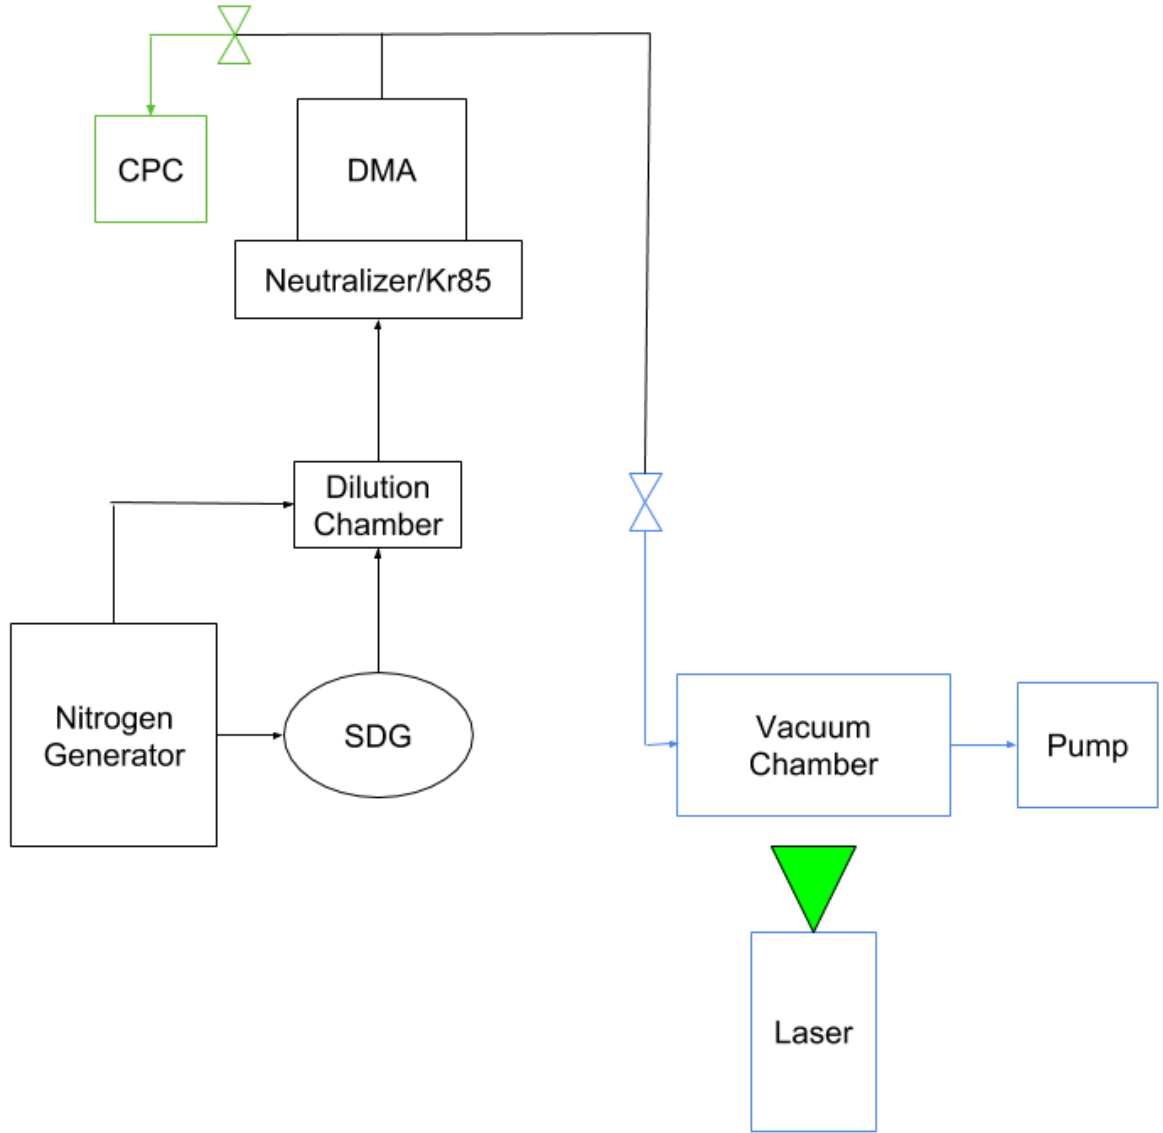 CPC
DMA
Neutralizer/Kr85
Dilution
Chamber
Nitrogen
Generator
SDG
Vacuum
Chamber
Pump
Laser